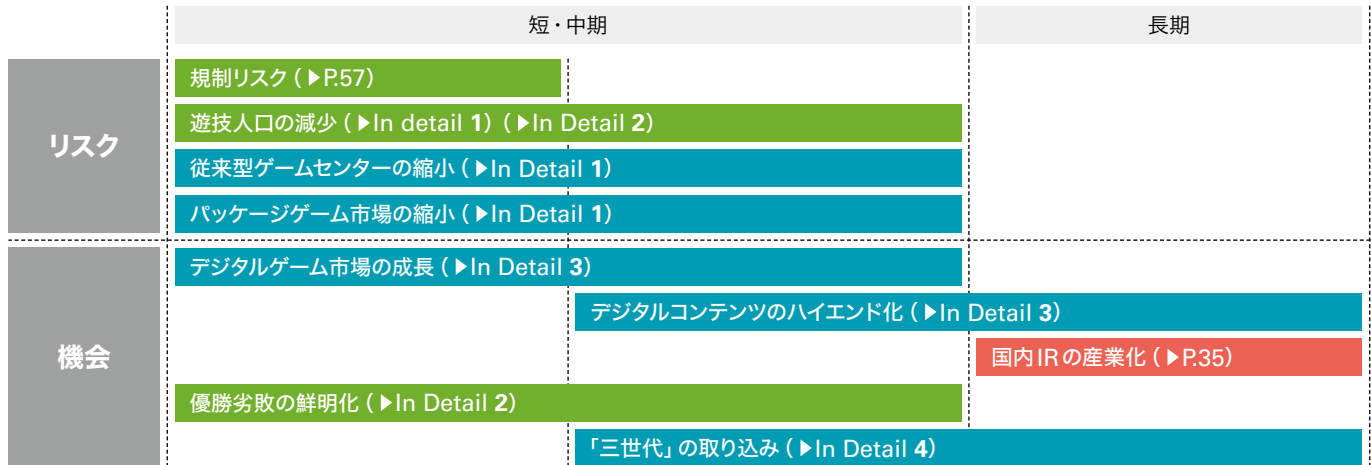 短・中期
長期
リスク
規制リスク（▶P.57）
遊技人口の減少（▶In detail 1）（▶In Detail 2）
従来型ゲームセンターの縮小（▶In Detail 1）
パッケージゲーム市場の縮小（▶In Detail 1）
機会
デジタルゲーム市場の成長（▶In Detail 3）
デジタルコンテンツのハイエンド化（▶In Detail 3）
国内IRの産業化（▶P.35）
優勝劣敗の鮮明化（▶In Detail 2）
「三世代」の取り込み（▶In Detail 4）